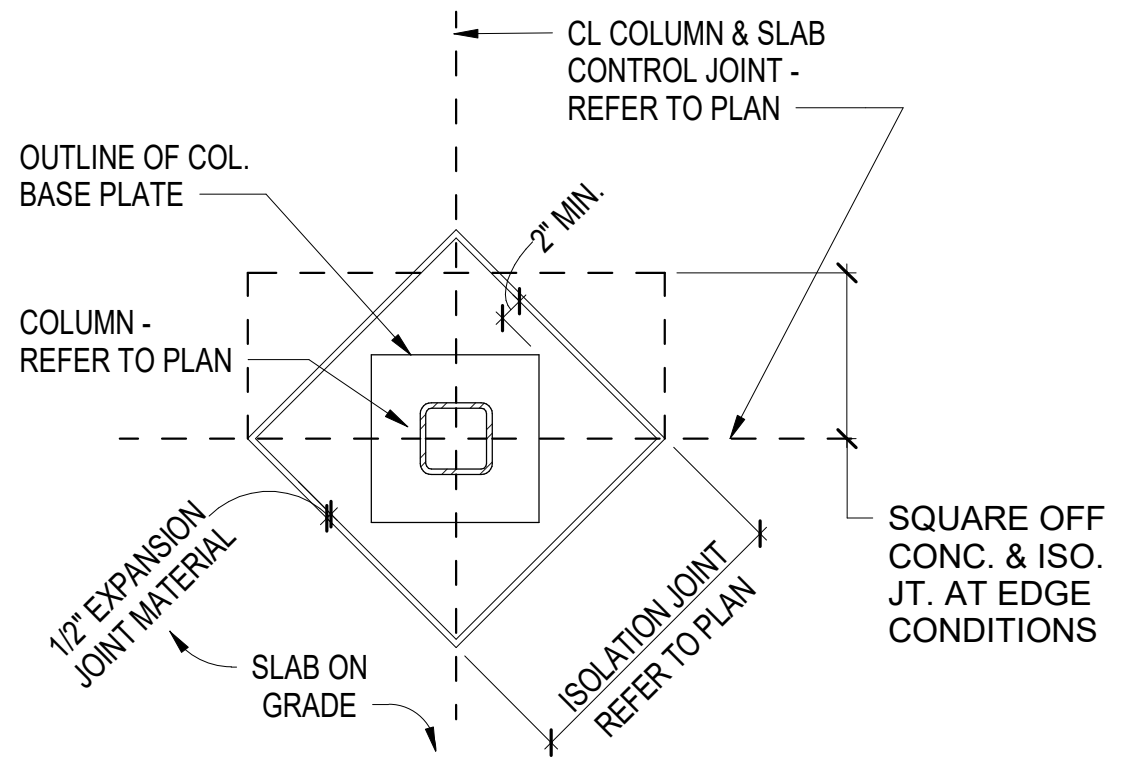 CL COLUMN & SLAB
CONTROL JOINT -
REFER TO PLAN
OUTLINE OF COL.
BASE PLATE
2" MIN.
COLUMN -
REFER TO PLAN
1/2" EXPANSION
JOINT MATERIAL
SLAB ON
GRADE
ISOLATION JOINT
REFER TO PLAN
SQUARE OFF
CONC. & ISO.
JT. AT EDGE
CONDITIONS